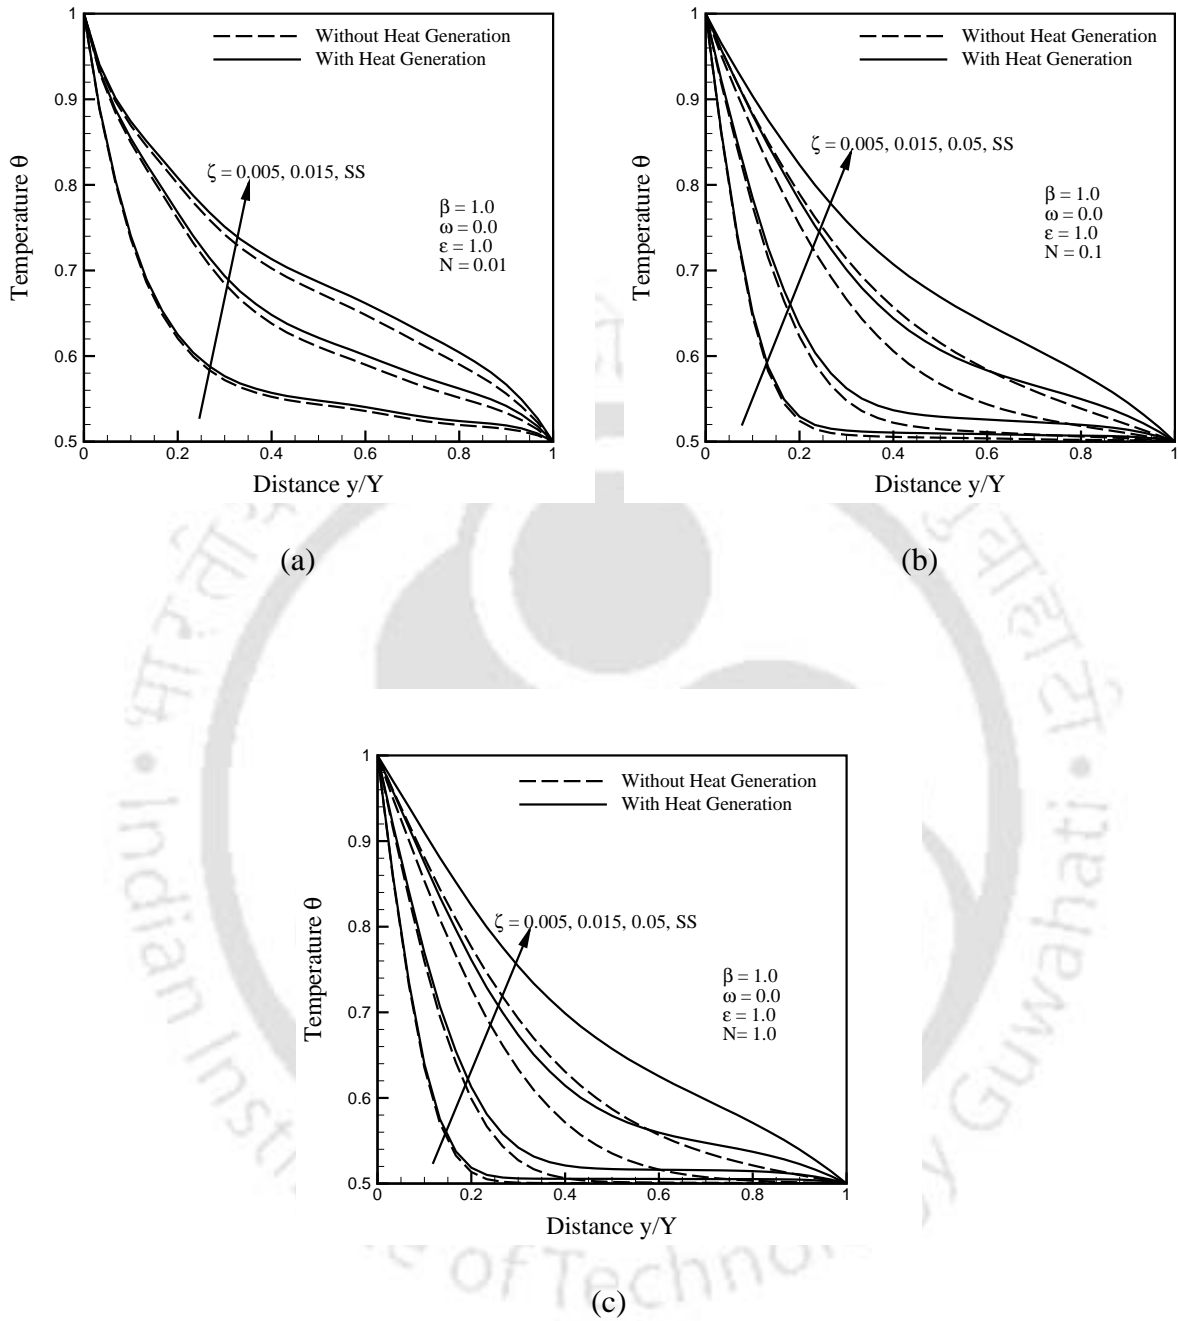 1
0.9
0.8
0.7
0.6
0.5
0 0.2 0.4 0.6 0.8 1
Temperature θ
Distance y/Y
Without Heat Generation
With Heat Generation
ζ = 0.005, 0.015, SS
β = 1.0
ω = 0.0
ε = 1.0
N = 0.01
(a)
1
0.9
0.8
0.7
0.6
0.5
0 0.2 0.4 0.6 0.8 1
Temperature θ
Distance y/Y
Without Heat Generation
With Heat Generation
ζ = 0.005, 0.015, 0.05, SS
β = 1.0
ω = 0.0
ε = 1.0
N = 0.1
(b)
1
0.9
0.8
0.7
0.6
0.5
0 0.2 0.4 0.6 0.8 1
Temperature θ
Distance y/Y
Without Heat Generation
With Heat Generation
ζ = 0.005, 0.015, 0.05, SS
β = 1.0
ω = 0.0
ε = 1.0
N= 1.0
(c)
Indian Insti
of Techno
y Guwahati